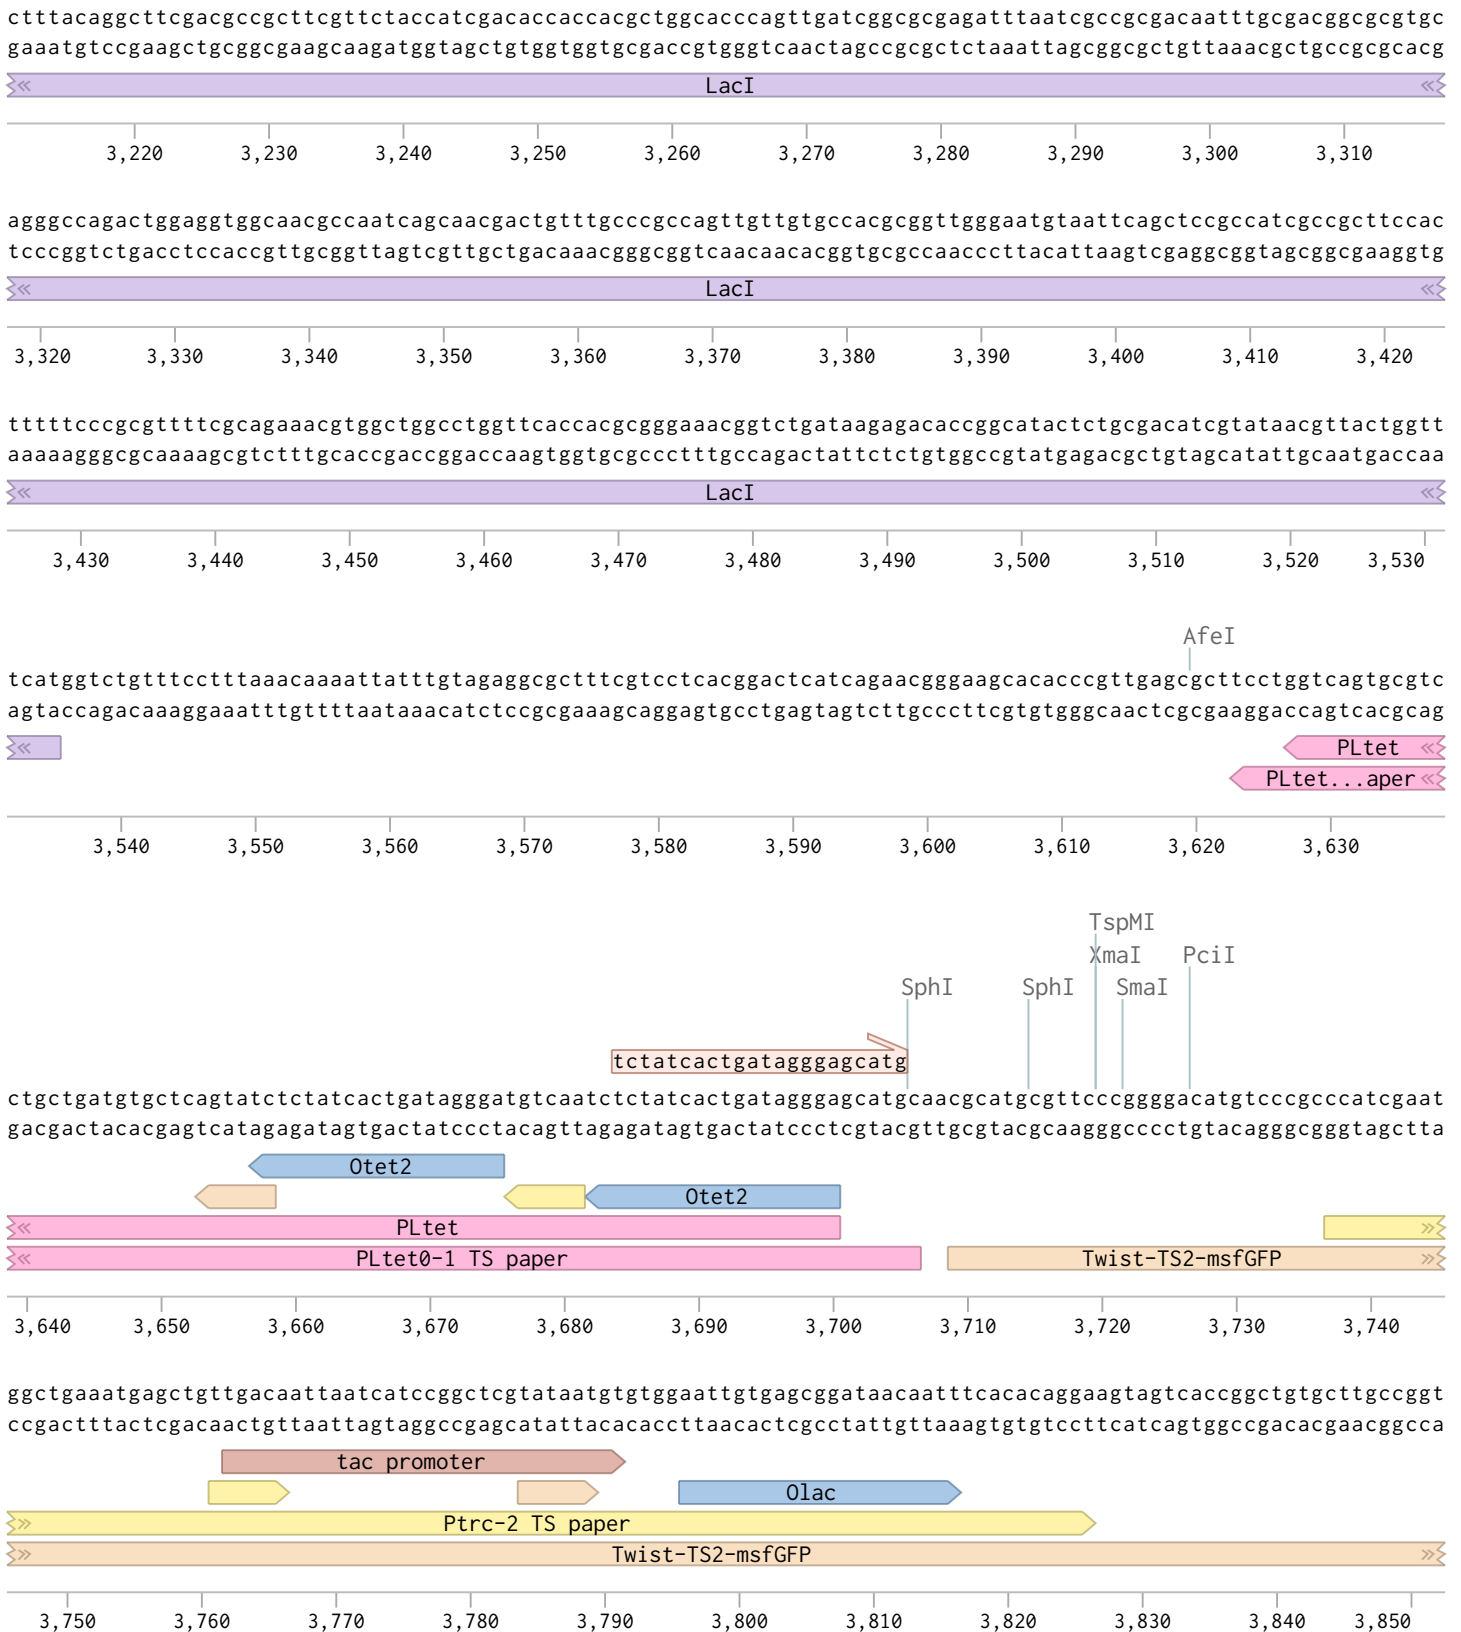 ctttacaggcttcgacgccgcttcgttctaccatcgacaccaccacgctggcacccagttgatcggcgcgagatttaatcgccgcgacaatttgcgacggcgcgtgc
gaaatgtccgaagctgcggcgaagcaagatggtagctgtggtggtgcgaccgtgggtcaactagccgcgctctaaattagcggcgctgttaaacgctgccgcgcacg
LacI
3,220 3,230 3,240 3,250 3,260 3,270 3,280 3,290 3,300 3,310
agggccagactggaggtggcaacgccaatcagcaacgactgtttgcccgccagttgttgtgccacgcggttgggaatgtaattcagctccgccatcgccgcttccac
tcccggtctgacctccaccgttgcggttagtcgttgctgacaaacgggcggtcaacaacacggtgcgccaacccttacattaagtcgaggcggtagcggcgaaggtg
LacI
3,320 3,330 3,340 3,350 3,360 3,370 3,380 3,390 3,400 3,410 3,420
tttttcccgcgttttcgcagaaacgtggctggcctggttcaccacgcgggaaacggtctgataagagacaccggcatactctgcgacatcgtataacgttactggtt
aaaaagggcgcaaaagcgtctttgcaccgaccggaccaagtggtgcgccctttgccagactattctctgtggccgtatgagacgctgtagcatattgcaatgaccaa
LacI
3,430 3,440 3,450 3,460 3,470 3,480 3,490 3,500 3,510 3,520 3,530
AfeI
tcatggtctgtttcctttaaacaaaattatttgtagaggcgctttcgtcctcacggactcatcagaacgggaagcacacccgttgagcgcttcctggtcagtgcgtc
agtaccagacaaaggaaatttgttttaataaacatctccgcgaaagcaggagtgcctgagtagtcttgcccttcgtgtgggcaactcgcgaaggaccagtcacgcag
PLtet
PLtet...aper
3,540 3,550 3,560 3,570 3,580 3,590 3,600 3,610 3,620 3,630
TspMI
XmaI PciI
SphI SphI SmaI
tctatcactgatagggagcatg
ctgctgatgtgctcagtatctctatcactgatagggatgtcaatctctatcactgatagggagcatgcaacgcatgcgttcccggggacatgtcccgcccatcgaat
gacgactacacgagtcatagagatagtgactatccctacagttagagatagtgactatccctcgtacgttgcgtacgcaagggcccctgtacagggcgggtagctta
Otet2
Otet2
PLtet
PLtet0-1 TS paper Twist-TS2-msfGFP
3,640 3,650 3,660 3,670 3,680 3,690 3,700 3,710 3,720 3,730 3,740
ggctgaaatgagctgttgacaattaatcatccggctcgtataatgtgtggaattgtgagcggataacaatttcacacaggaagtagtcaccggctgtgcttgccggt
ccgactttactcgacaactgttaattagtaggccgagcatattacacaccttaacactcgcctattgttaaagtgtgtccttcatcagtggccgacacgaacggcca
tac promoter
Olac
Ptrc-2 TS paper
Twist-TS2-msfGFP
3,750 3,760 3,770 3,780 3,790 3,800 3,810 3,820 3,830 3,840 3,850